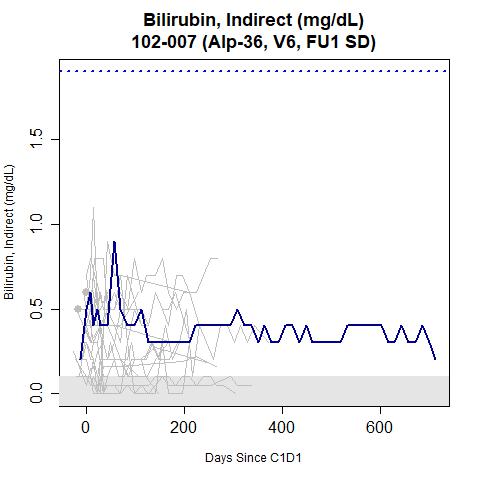 Bilirubin, Indirect (mg/dL)
102-007 (Alp-36, V6, FU1 SD)
Bilirubin, Indirect (mg/dL)
1.5
1.0
0.5
0.0
0 200 400 600
Days Since C1D1